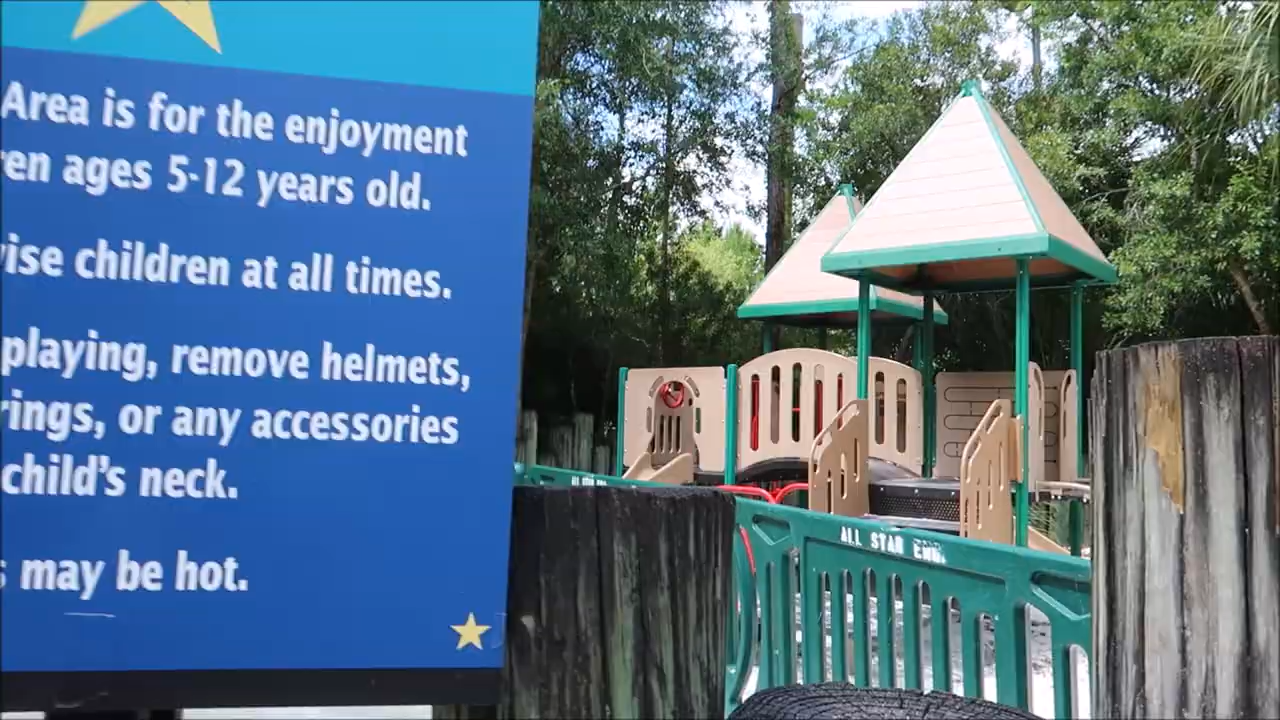 Area is for the enjoyment
ren ages 5-12 years old.
ise children at all times.
playing, remove helmets,
rings, or any accessories
child's neck.
s may be hot.
ALL STAR